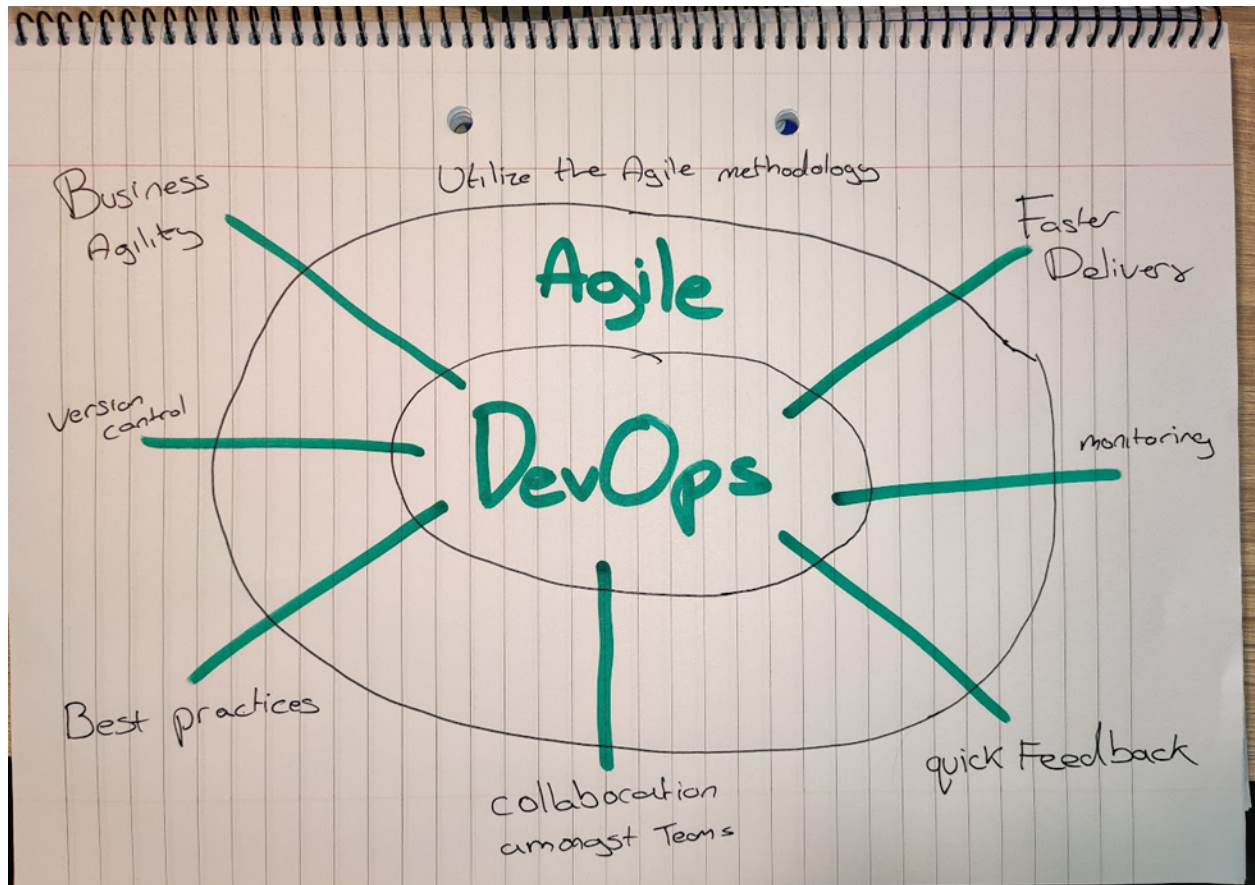 Utilize the Agile methodology
Business
Agility
Faster
Delivery
Agile
version
control
DevOps
monitoring
Best practices
quick Feedback
collaboration
amongst Teams